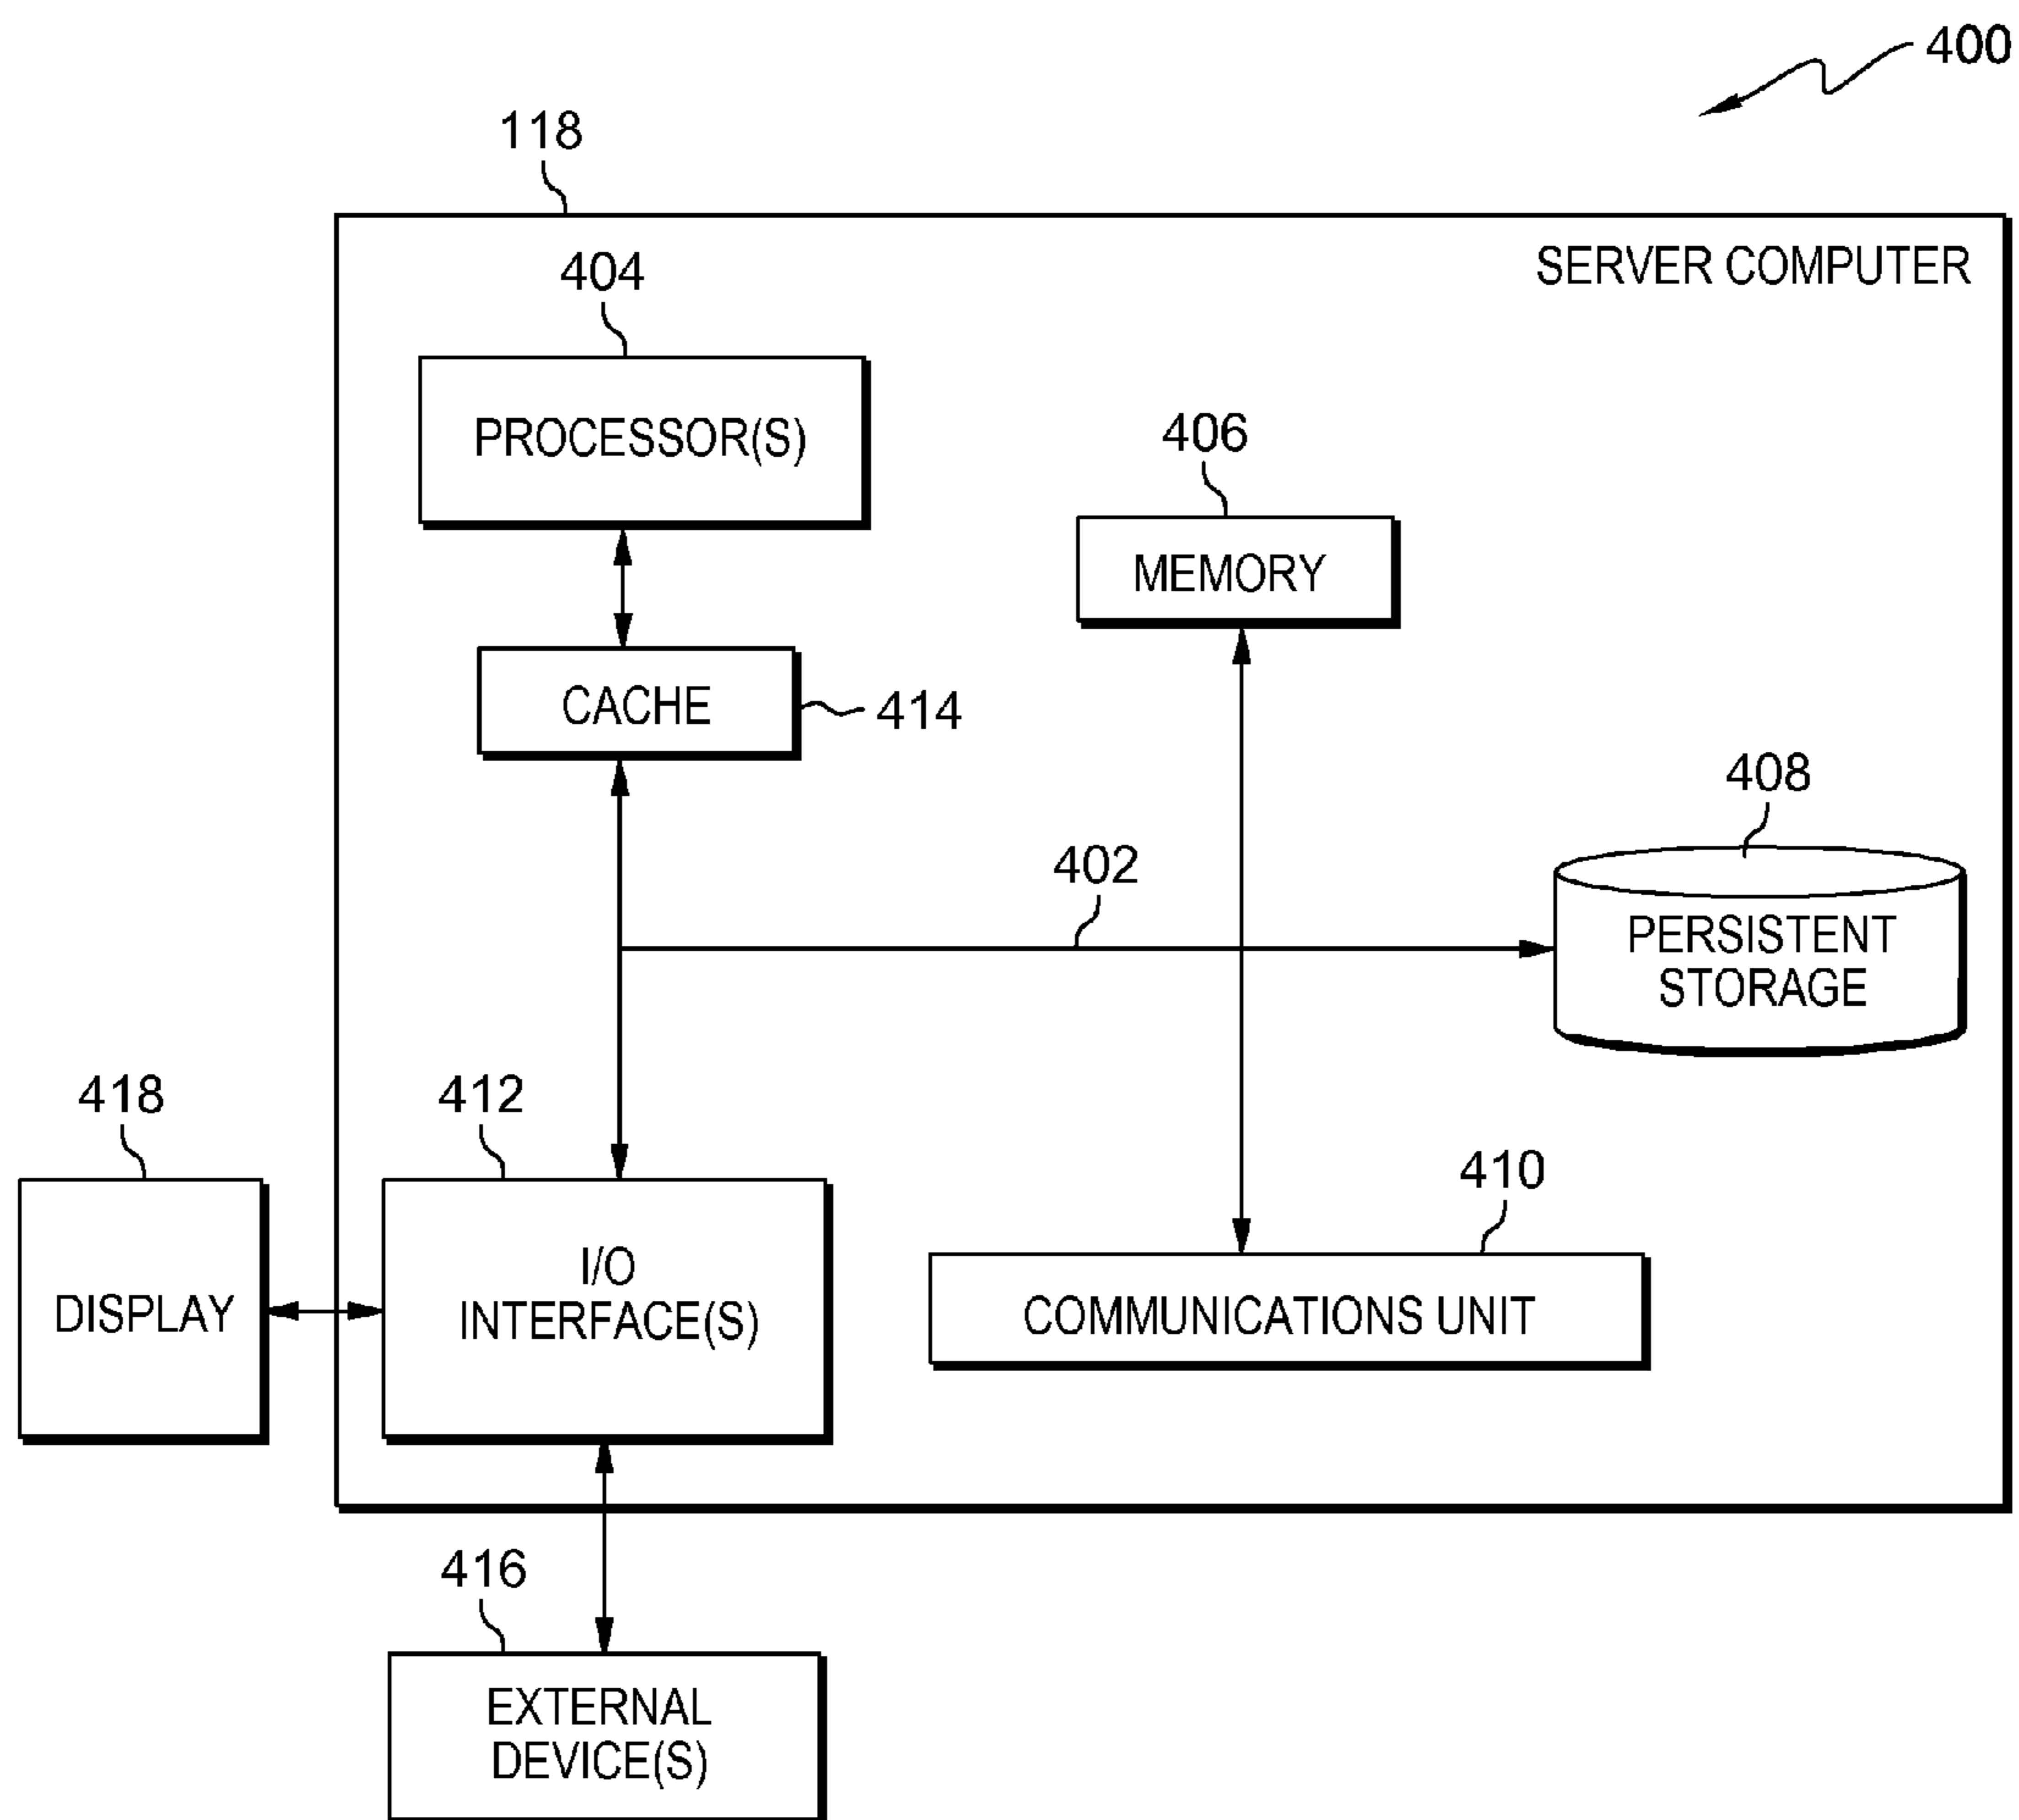 400
118
SERVER COMPUTER
404
PROCESSOR(S)
406
MEMORY
CACHE
414
408
402
PERSISTENT
STORAGE
418
412
410
DISPLAY
I/O
INTERFACE(S)
COMMUNICATIONS UNIT
416
EXTERNAL
DEVICE(S)